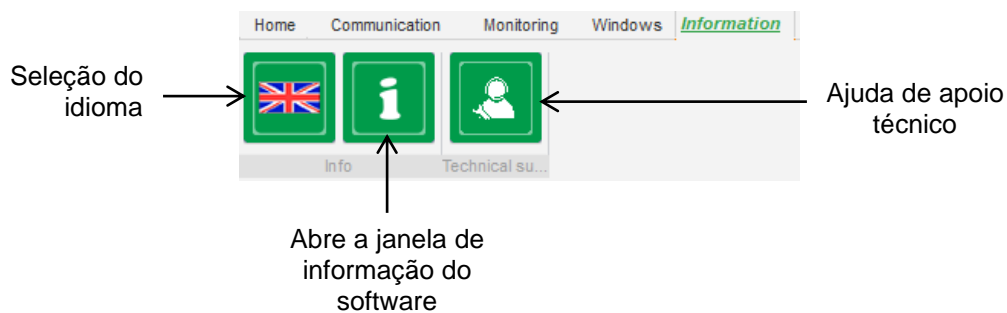 Home Communication Monitoring Windows Information
Seleção do
idioma
i
Ajuda de apoio
técnico
Info Technical su...
Abre a janela de
informação do
software